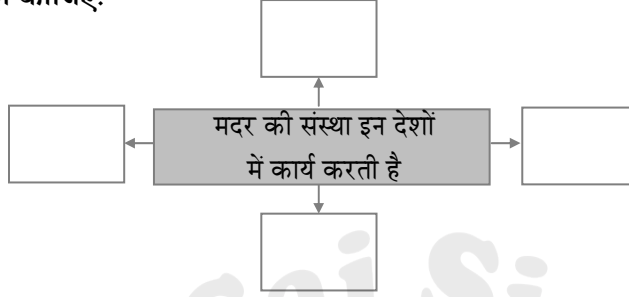 मदर की संस्था इन देशों
में कार्य करती है